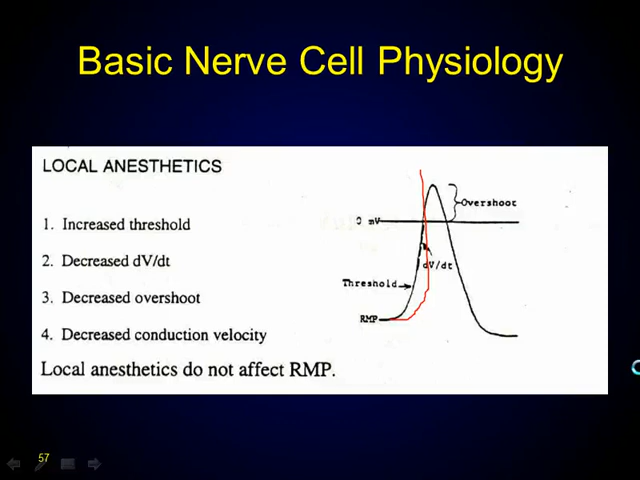 Basic Nerve Cell Physiology
LOCAL ANESTHETICS
1. Increased threshold
2. Decreased dV/dt
3. Decreased overshoot
4. Decreased conduction velocity
Local anesthetics do not affect RMP.
Overshoot
0 mV
dV/dt
Threshold
RMP
57